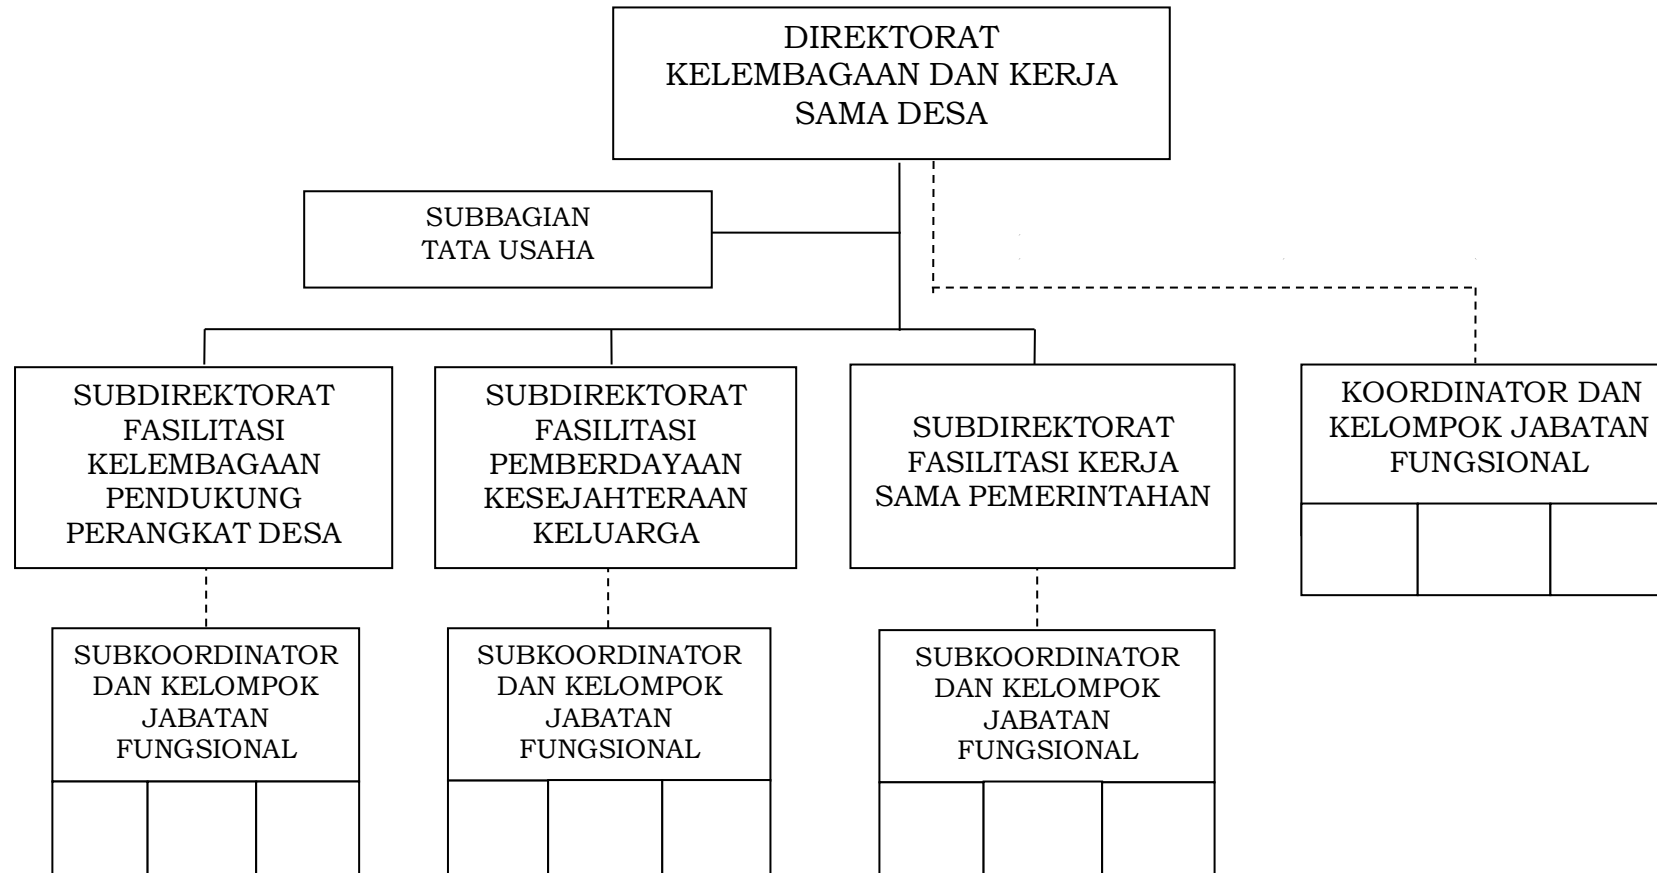 DIREKTORAT
KELEMBAGAAN DAN KERJA
SAMA DESA
SUBBAGIAN
TATA USAHA
SUBDIREKTORAT
FASILITASI
KELEMBAGAAN
PENDUKUNG
PERANGKAT DESA
SUBDIREKTORAT
FASILITASI
PEMBERDAYAAN
KESEJAHTERAAN
KELUARGA
SUBDIREKTORAT
FASILITASI KERJA
SAMA PEMERINTAHAN
KOORDINATOR DAN
KELOMPOK JABATAN
FUNGSIONAL
SUBKOORDINATOR
DAN KELOMPOK
JABATAN
FUNGSIONAL
SUBKOORDINATOR
DAN KELOMPOK
JABATAN
FUNGSIONAL
SUBKOORDINATOR
DAN KELOMPOK
JABATAN
FUNGSIONAL